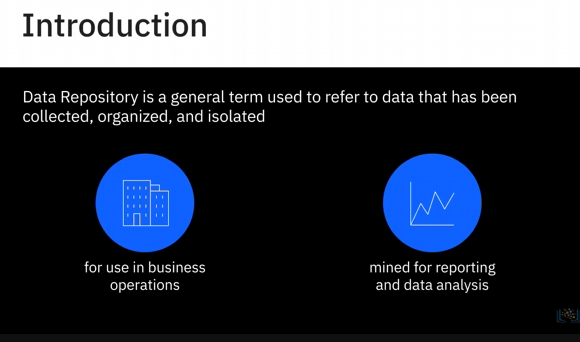 Introduction
Data Repository is a general term used to refer to data that has been
collected, organized, and isolated
for use in business
operations
mined for reporting
and data analysis